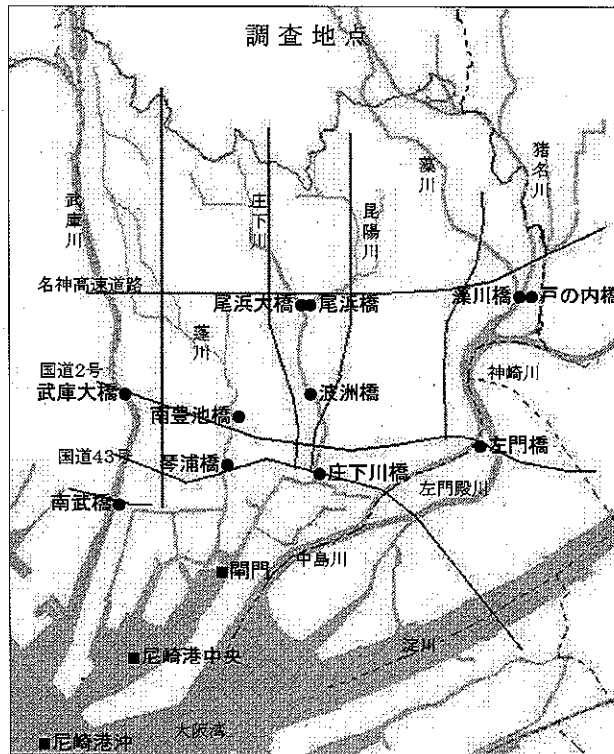 調査地点
猪名川
藻川
武庫川
庄下川
昆陽川
名神高速道路
尾浜大橋
尾浜橋
藻川橋
戸の内橋
蓬川
神崎川
国道2号
武庫大橋
波洲橋
南豊池橋
左門橋
国道43号
琴浦橋
庄下川橋
左門殿川
南武橋
中島川
閘門
淀川
尼崎港中央
大阪湾
尼崎港沖